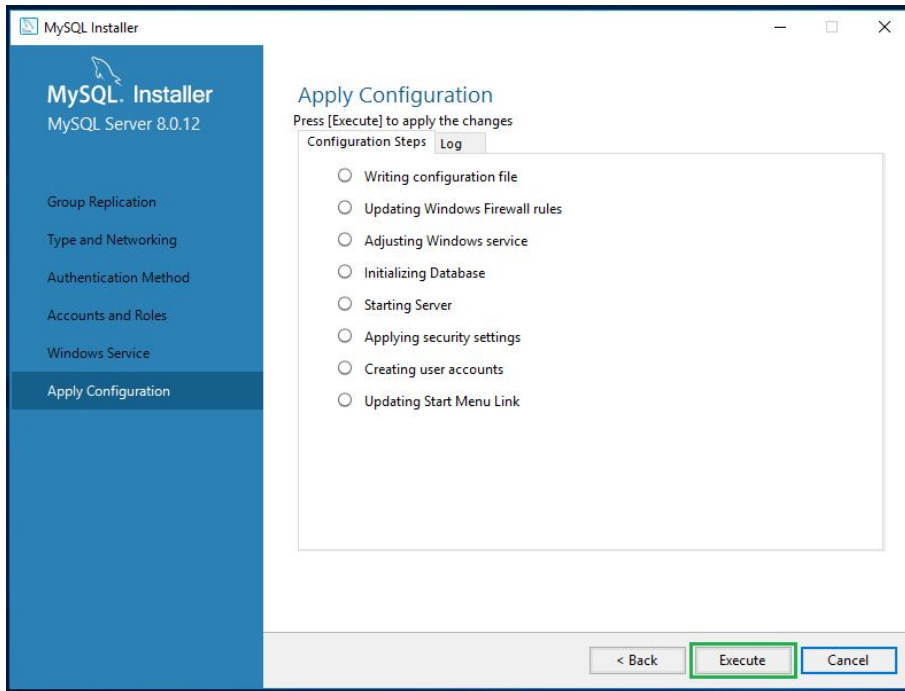 MySQL Installer
MySQL. Installer
MySQL Server 8.0.12
Group Replication
Type and Networking
Authentication Method
Accounts and Roles
Windows Service
Apply Configuration
Apply Configuration
Press [Execute] to apply the changes
Configuration Steps Log
Writing configuration file
Updating Windows Firewall rules
Adjusting Windows service
Initializing Database
Starting Server
Applying security settings
Creating user accounts
Updating Start Menu Link
< Back Execute Cancel